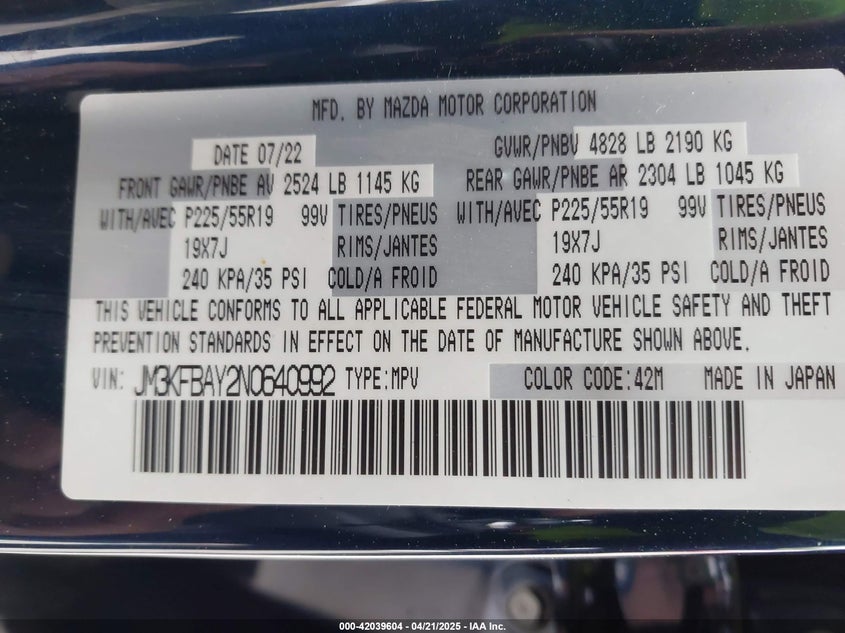 MFD. BY MAZDA MOTOR CORPORATION
DATE 07/22 GVWR/PNBV 4828 LB 2190 KG
FRONT GAWR/PNBE AV 2524 LB 1145 KG REAR GAWR/PNBE AR 2304 LB 1045 KG
WITH/AVEC P225/55R19 99V TIRES/PNEUS WITH/AVEC P225/55R19 99V TIRES/PNEUS
19X7J RIMS/JANTES 19X7J RIMS/JANTES
240 KPA/35 PSI COLD/A FROID 240 KPA/35 PSI COLD/A FROID
THIS VEHICLE CONFORMS TO ALL APPLICABLE FEDERAL MOTOR VEHICLE SAFETY AND THEFT
PREVENTION STANDARDS IN EFFECT ON THE DATE OF MANUFACTURE SHOWN ABOVE.
VIN: JM3KFBAY2N0640992 TYPE:MPV COLOR CODE:42M MADE IN JAPAN
000-42039604 - 04/21/2025 - IAA Inc.